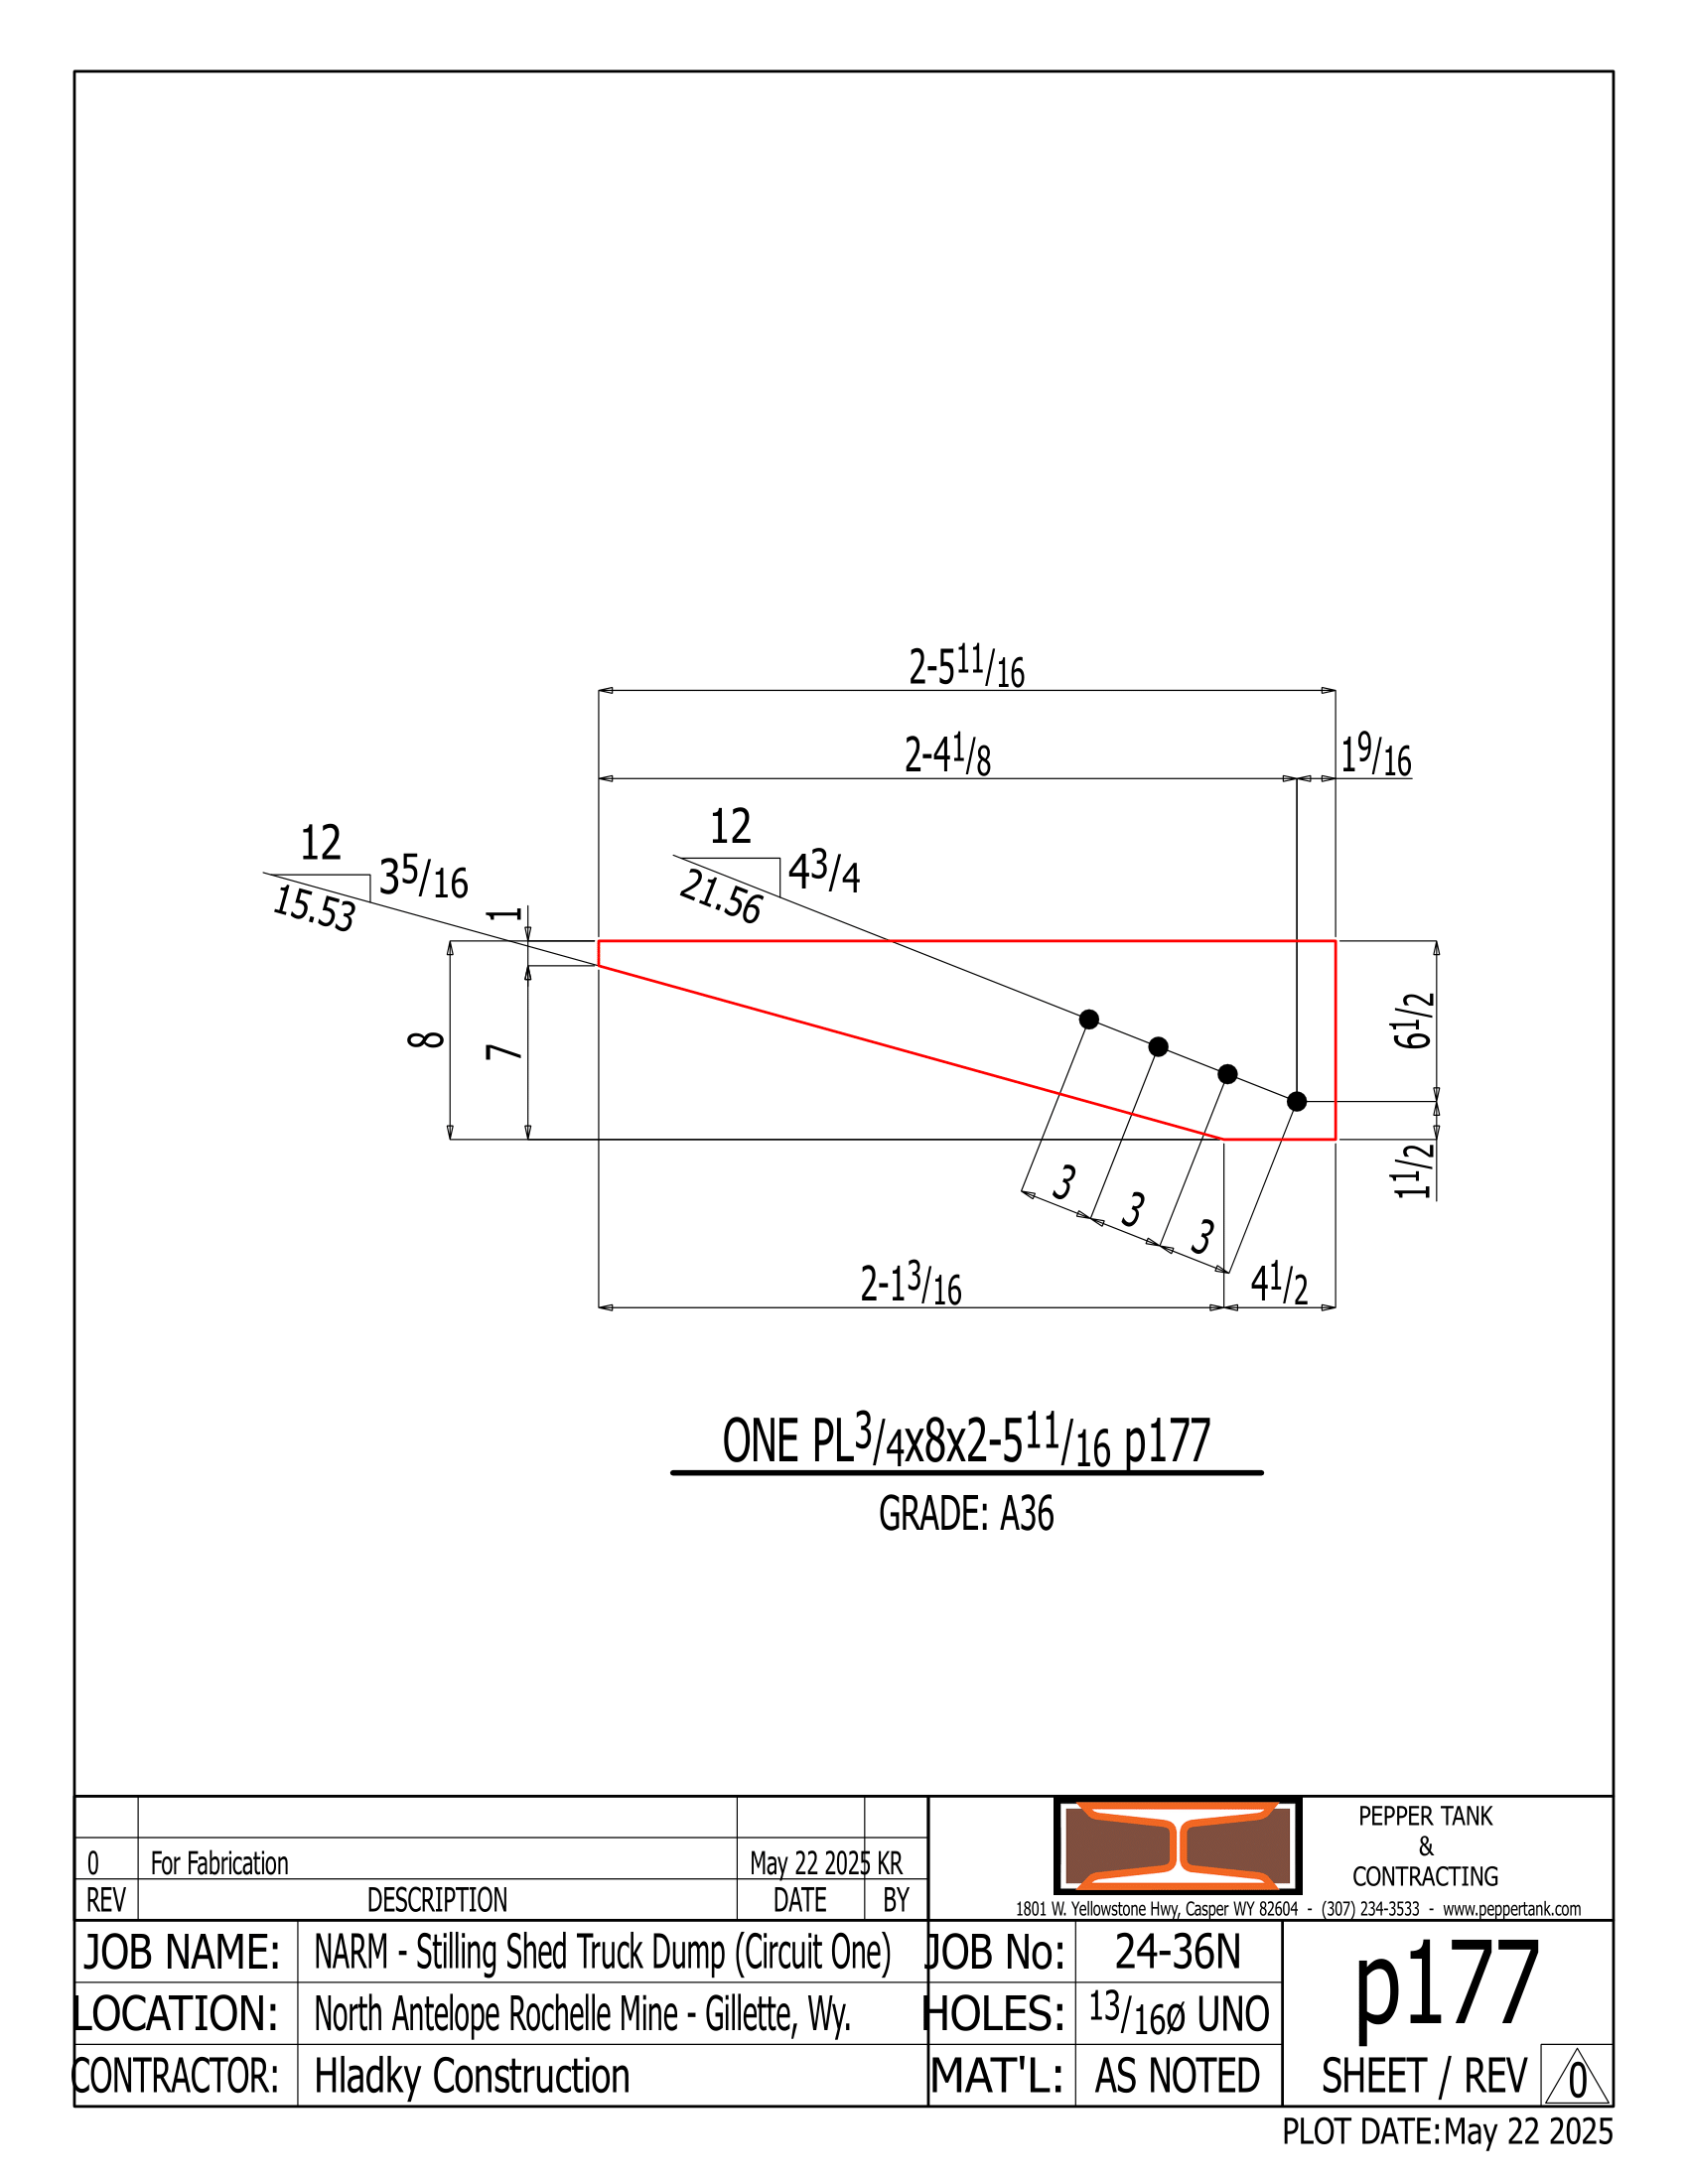 2-5 11/16
2-4 1/8
1 9/16
12
4 3/4
21.56
12
3 5/16
15.53
1
8
7
6 1/2
1 1/2
3
3
3
2-1 3/16
4 1/2
ONE PL3/4x8x2-5 11/16 p177
GRADE: A36
0 For Fabrication May 22 2025 KR
REV DESCRIPTION DATE BY
PEPPER TANK
&
CONTRACTING
1801 W. Yellowstone Hwy, Casper WY 82604 - (307) 234-3533 - www.peppertank.com
JOB NAME: NARM - Stilling Shed Truck Dump (Circuit One)
LOCATION: North Antelope Rochelle Mine - Gillette, Wy.
CONTRACTOR: Hladky Construction
JOB No: 24-36N
HOLES: 13/16ø UNO
MAT'L: AS NOTED
p177
SHEET / REV 0
PLOT DATE:May 22 2025